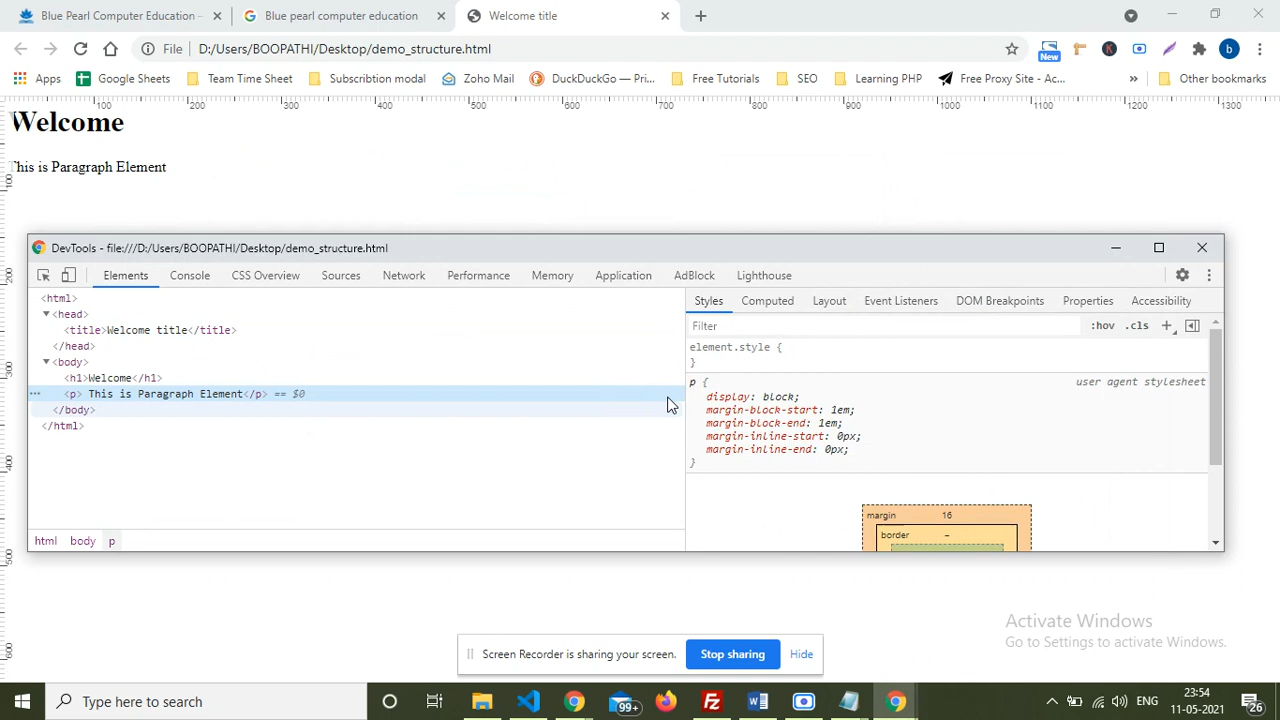 Blue Pearl Computer Education –
Blue pearl computer education
Welcome title
File
D:/Users/BOOPATHI/Desktop/demo_structure.html
New
K
b
Apps
Google Sheets
Team Time Sheet
Subscribtion modal
Zoho Mail
DuckDuckGo — Pri...
Free Tutorials
SEO
Learning PHP
Free Proxy Site - Ac...
»
Other bookmarks
100 200 300 400 500 600 700 800 900 1000 1100 1200 1300
Welcome
This is Paragraph Element
100
200
300
400
500
600
DevTools - file:///D:/Users/BOOPATHI/Desktop/demo_structure.html
Elements Console CSS Overview Sources Network Performance Memory Application AdBlock Lighthouse
<html>
<head>
<title>Welcome title</title>
</head>
<body>
<h1>Welcome</h1>
<p> This is Paragraph Element</p> == $0
</body>
</html>
html body p
Styles Computed Layout Event Listeners DOM Breakpoints Properties Accessibility
Filter
:hov .cls +
element.style {
}
p {
user agent stylesheet
display: block;
margin-block-start: 1em;
margin-block-end: 1em;
margin-inline-start: 0px;
margin-inline-end: 0px;
}
margin 16
border –
Activate Windows
Go to Settings to activate Windows.
Screen Recorder is sharing your screen.
Stop sharing
Hide
Type here to search
99+
ENG
23:54
11-05-2021
26